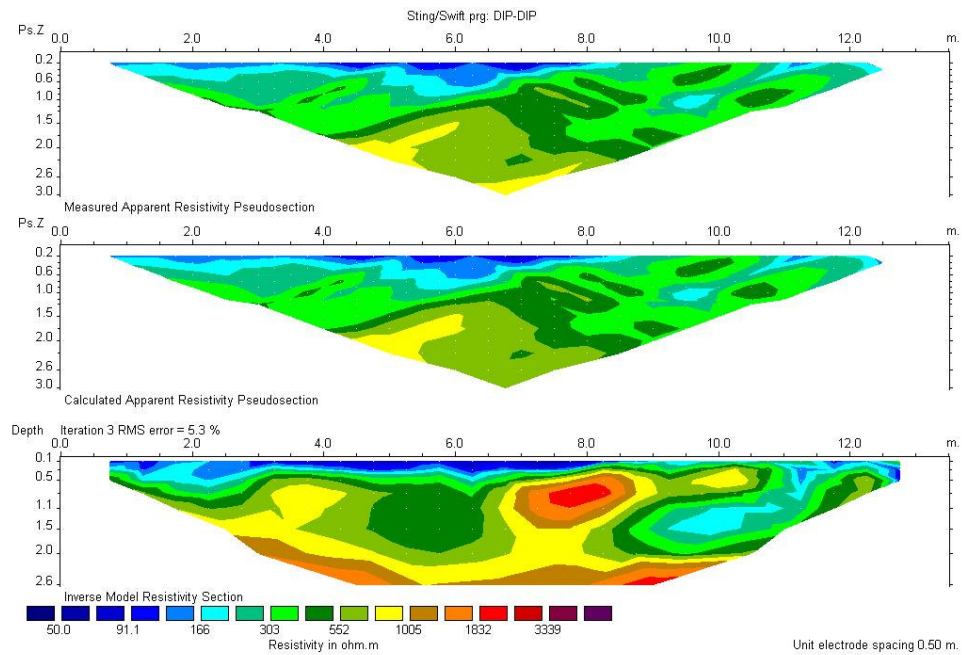 Sting/Swift prg: DIP-DIP
Ps.Z 0.0 2.0 4.0 6.0 8.0 10.0 12.0 m.
0.2
0.6
1.0
1.5
2.0
2.6
3.0
Measured Apparent Resistivity Pseudosection
Ps.Z 0.0 2.0 4.0 6.0 8.0 10.0 12.0 m.
0.2
0.6
1.0
1.5
2.0
2.6
3.0
Calculated Apparent Resistivity Pseudosection
Depth Iteration 3 RMS error = 5.3 %
0.0 2.0 4.0 6.0 8.0 10.0 12.0 m.
0.1
0.5
1.1
1.5
2.0
2.6
Inverse Model Resistivity Section
50.0 91.1 166 303 552 1005 1832 3339
Resistivity in ohm.m Unit electrode spacing 0.50 m.